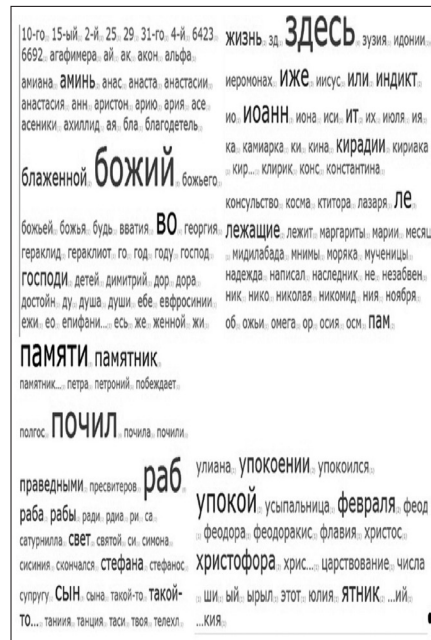 10-го 15-ый 2-й 25 29 31-го 4-й 6423
6692 агафимера ай ак акон альфа
амиана аминь анас анаста анастасии
анастасия анн аристон арию ария асе
асеники ахиллид ая бла благодетель
блаженной божий божьего
божьей божья будь вватия во георгия
гераклид гераклиот го год году господ
господи детей димитрий дор дора
достойн ду душа души ебе евфросинии
ежи ео епифани... есь же женной жи
памяти памятник
памятник... петра петроний побеждает
полгос почил почила почили
праведными пресвитеров раб
раба рабы ради рдиа ри са
сатурнилла свет святой си симона
сисиния скончался стефана стефанос
супругу сын сына такой-то такой-
то... таниия танция таси твоя телехл
жизнь зд здесь зузия идонии
иеромонах иже иисус или индикт
ио иоанн иона иси ит их июля ия
ка камиарка ки кина киради кириака
кир... клирик конс константина
консульство косма ктитора лазаря ле
лежащие лежит маргариты марии месяц
мидилабада мнимы моряка мученицы
надежда написал наследник не незабвен
ник нико николая никомид ния ноября
об ожьи омега ор осия осм пам
улиана упокоении упокоился
упокой усыпальница февраля феод
феодора феодоракис флавия христос
христофора хрис... царствование числа
ши ый ырыл этот юлия ятник ...ий
...кия